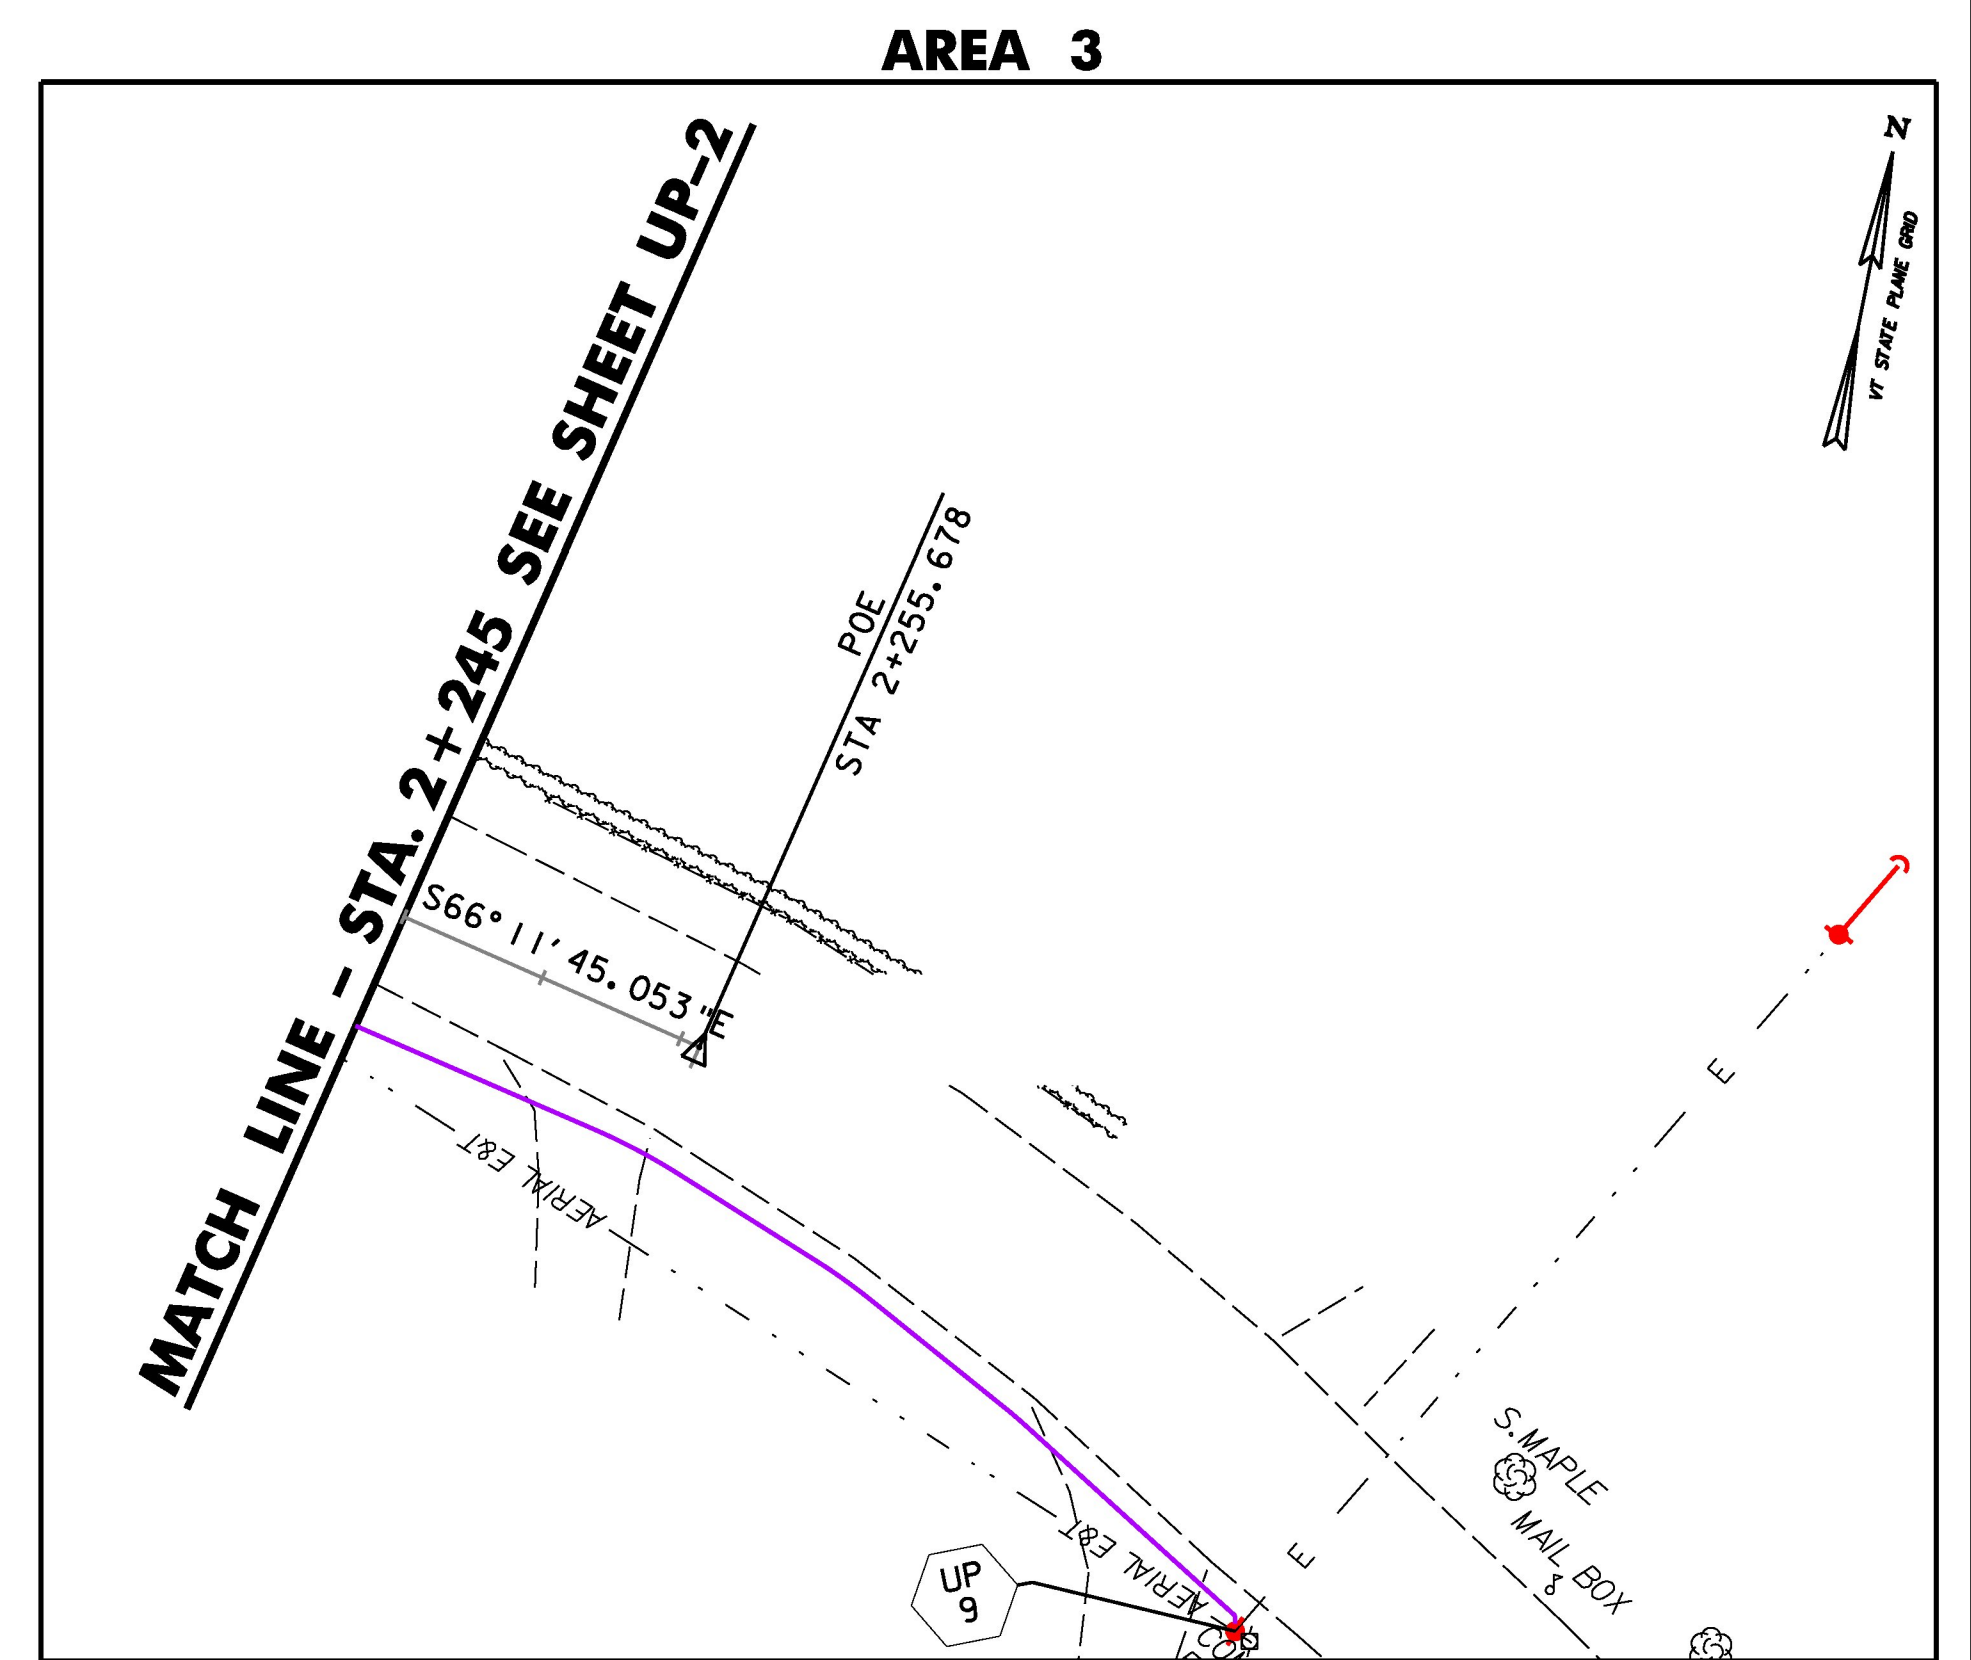 AREA 3
N
VT STATE PLANE GRID
MATCH LINE - STA. 2+245 SEE SHEET UP-2
POE
STA 2+255.678
S66° 11' 45.053"E
E
AERIAL E&T
S.MAPLE
MAIL BOX
E
AERIAL E&T
UP
9